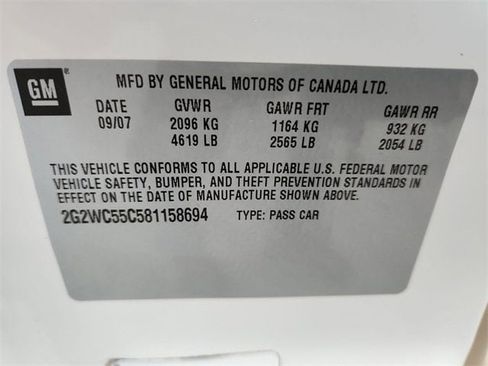 GM
MFD BY GENERAL MOTORS OF CANADA LTD.
DATE GVWR GAWR FRT GAWR RR
09/07 2096 KG 1164 KG 932 KG
4619 LB 2565 LB 2054 LB
THIS VEHICLE CONFORMS TO ALL APPLICABLE U.S. FEDERAL MOTOR
VEHICLE SAFETY, BUMPER, AND THEFT PREVENTION STANDARDS IN
EFFECT ON THE DATE OF MANUFACTURE SHOWN ABOVE.
2G2WC55C581158694 TYPE: PASS CAR